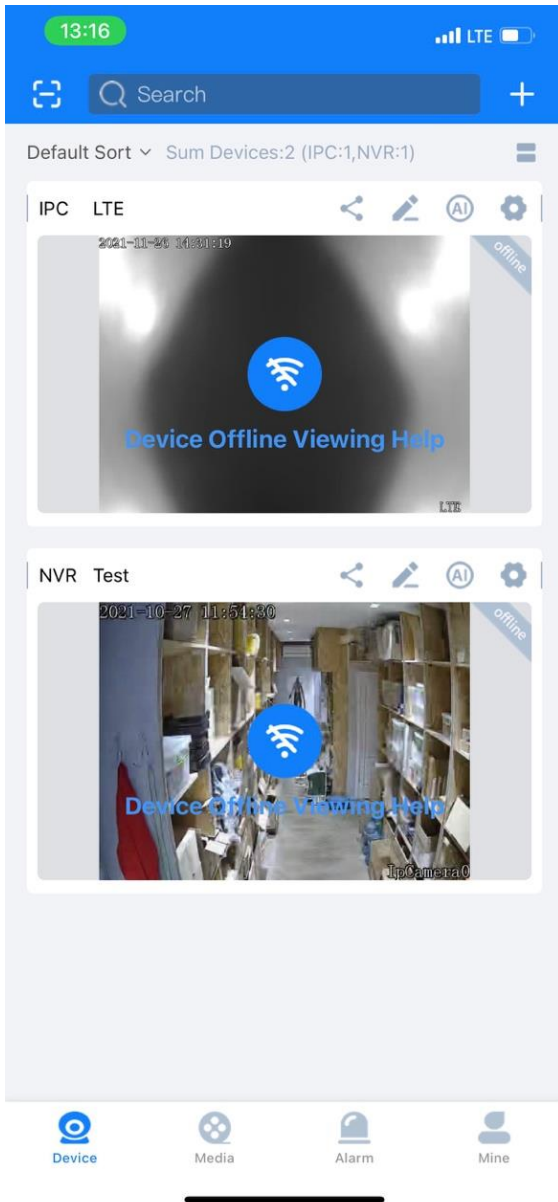 13:16 LTE
Search
Default Sort Sum Devices:2 (IPC:1,NVR:1)
IPC LTE
2021-11-26 14:31:19
offline
Device Offline Viewing Help
LTE
NVR Test
2021-10-27 11:54:30
offline
Device Offline Viewing Help
IpCamera0
Device Media Alarm Mine